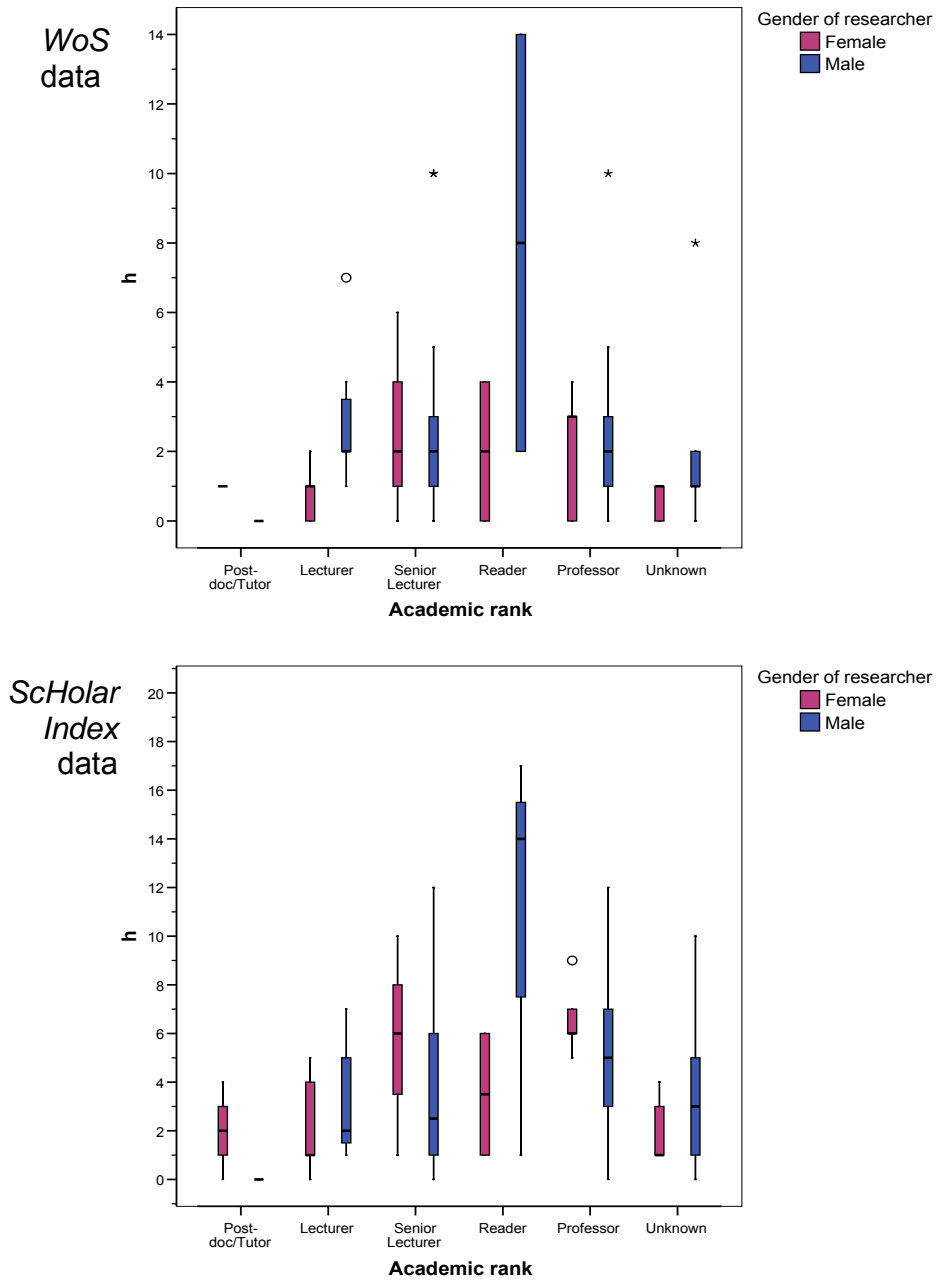 WoS
data
Gender of researcher
Female
Male
14
12
10
8
6
4
2
0
h
Post-
doc/Tutor
Lecturer
Senior
Lecturer
Reader
Professor
Unknown
Academic rank
ScHolar
Index
data
Gender of researcher
Female
Male
20
18
16
14
12
10
8
6
4
2
0
h
Post-
doc/Tutor
Lecturer
Senior
Lecturer
Reader
Professor
Unknown
Academic rank